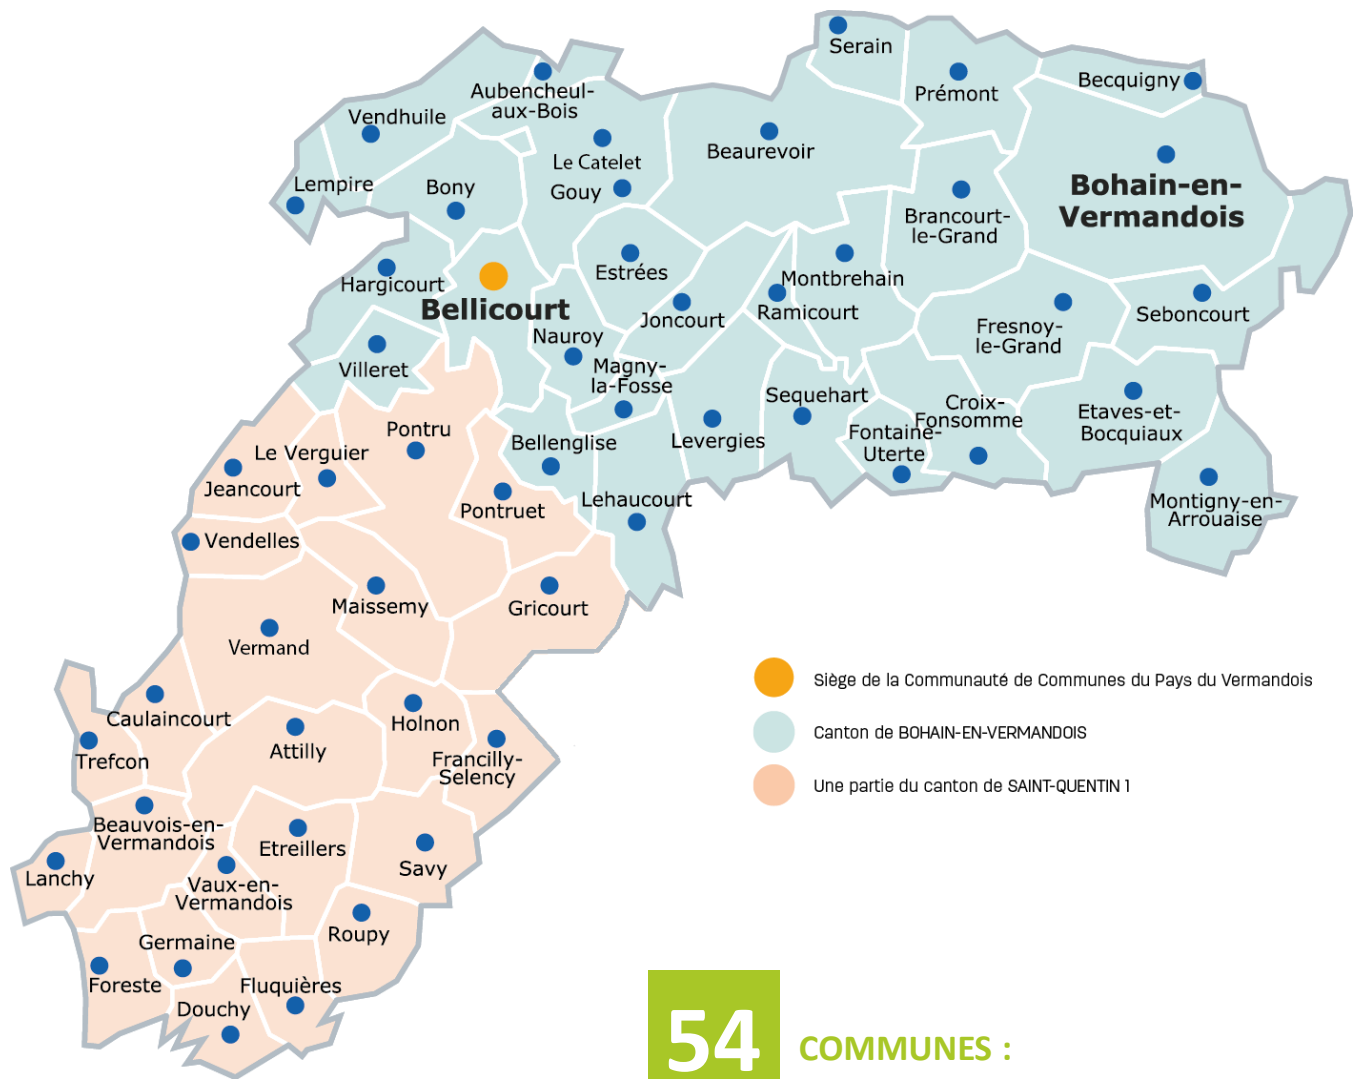 Serain
Becquigny
Prémont
Aubencheul-
aux-Bois
Vendhuile
Beaurevoir
Le Catelet
Lempire
Bony
Gouy
Bohain-en-
Vermandois
Brancourt-
le-Grand
Estrées
Montbrehain
Hargicourt
Bellicourt
Ramicourt
Seboncourt
Joncourt
Nauroy
Fresnoy-
le-Grand
Villeret
Magny-
la-Fosse
Sequehart
Croix-
Fonsomme
Etaves-et-
Bocquiaux
Pontru
Fontaine-
Uterte
Bellenglise
Levergies
Le Verguier
Jeancourt
Lehaucourt
Montigny-en-
Arrouaise
Pontruet
Vendelles
Maissemy
Gricourt
Vermand
Siège de la Communauté de Communes du Pays du Vermandois
Caulaincourt
Holnon
Canton de BOHAIN-EN-VERMANDOIS
Attilly
Trefcon
Francilly-
Selency
Une partie du canton de SAINT-QUENTIN 1
Beauvois-en-
Vermandois
Etreillers
Savy
Lanchy
Vaux-en-
Vermandois
Roupy
Germaine
Foreste
Fluquières
Douchy
54 COMMUNES :